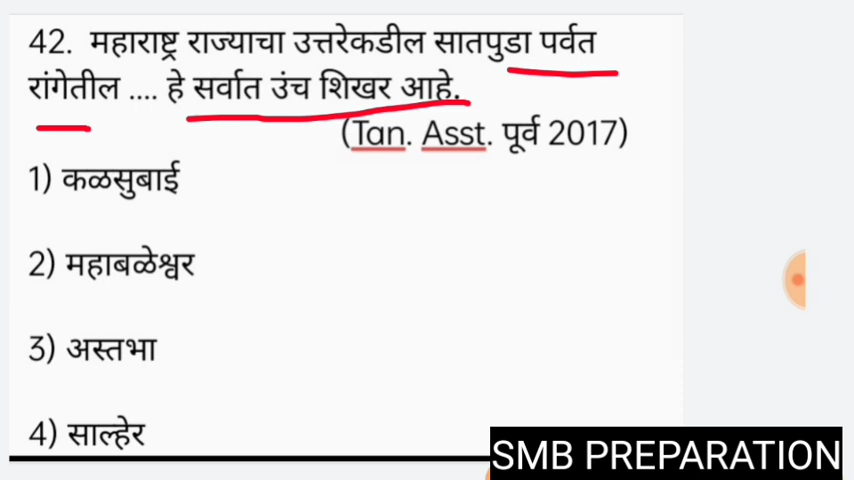 42. महाराष्ट्र राज्याचा उत्तरेकडील सातपुडा पर्वत
रांगेतील .... हे सर्वात उंच शिखर आहे.
(Tan. Asst. पूर्व 2017)
1) कळसुबाई
2) महाबळेश्वर
3) अस्तभा
4) साल्हेर
SMB PREPARATION